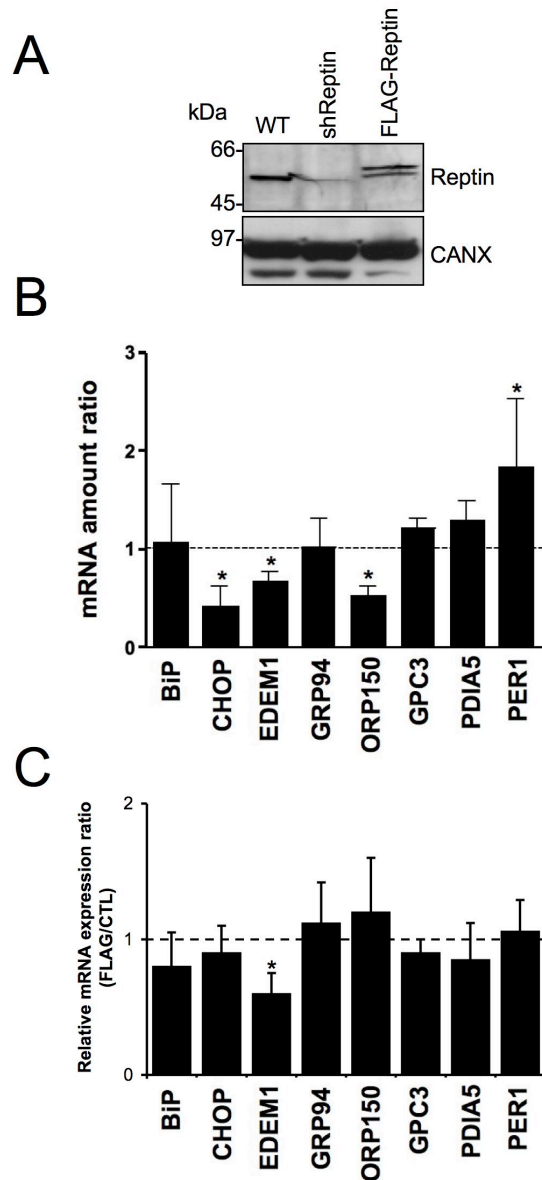 A
kDa
WT
shReptin
FLAG-Reptin
66-
45-
Reptin
97-
CANX
B
mRNA amount ratio
3
2
1
0
*
*
*
*
BiP
CHOP
EDEM1
GRP94
ORP150
GPC3
PDIA5
PER1
C
Relative mRNA expression ratio
(FLAG/CTL)
2
1
0
*
BiP
CHOP
EDEM1
GRP94
ORP150
GPC3
PDIA5
PER1